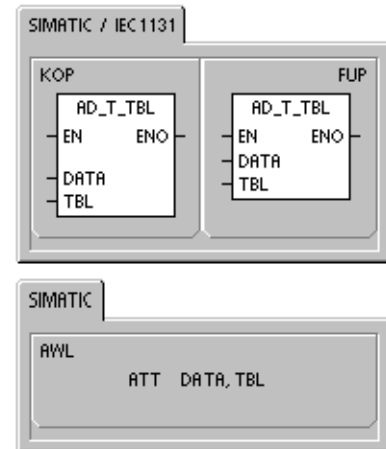 SIMATIC / IEC1131
KOP
FUP
AD_T_TBL
EN ENO
DATA
TBL
AD_T_TBL
EN ENO
DATA
TBL
SIMATIC
AWL
ATT DATA, TBL